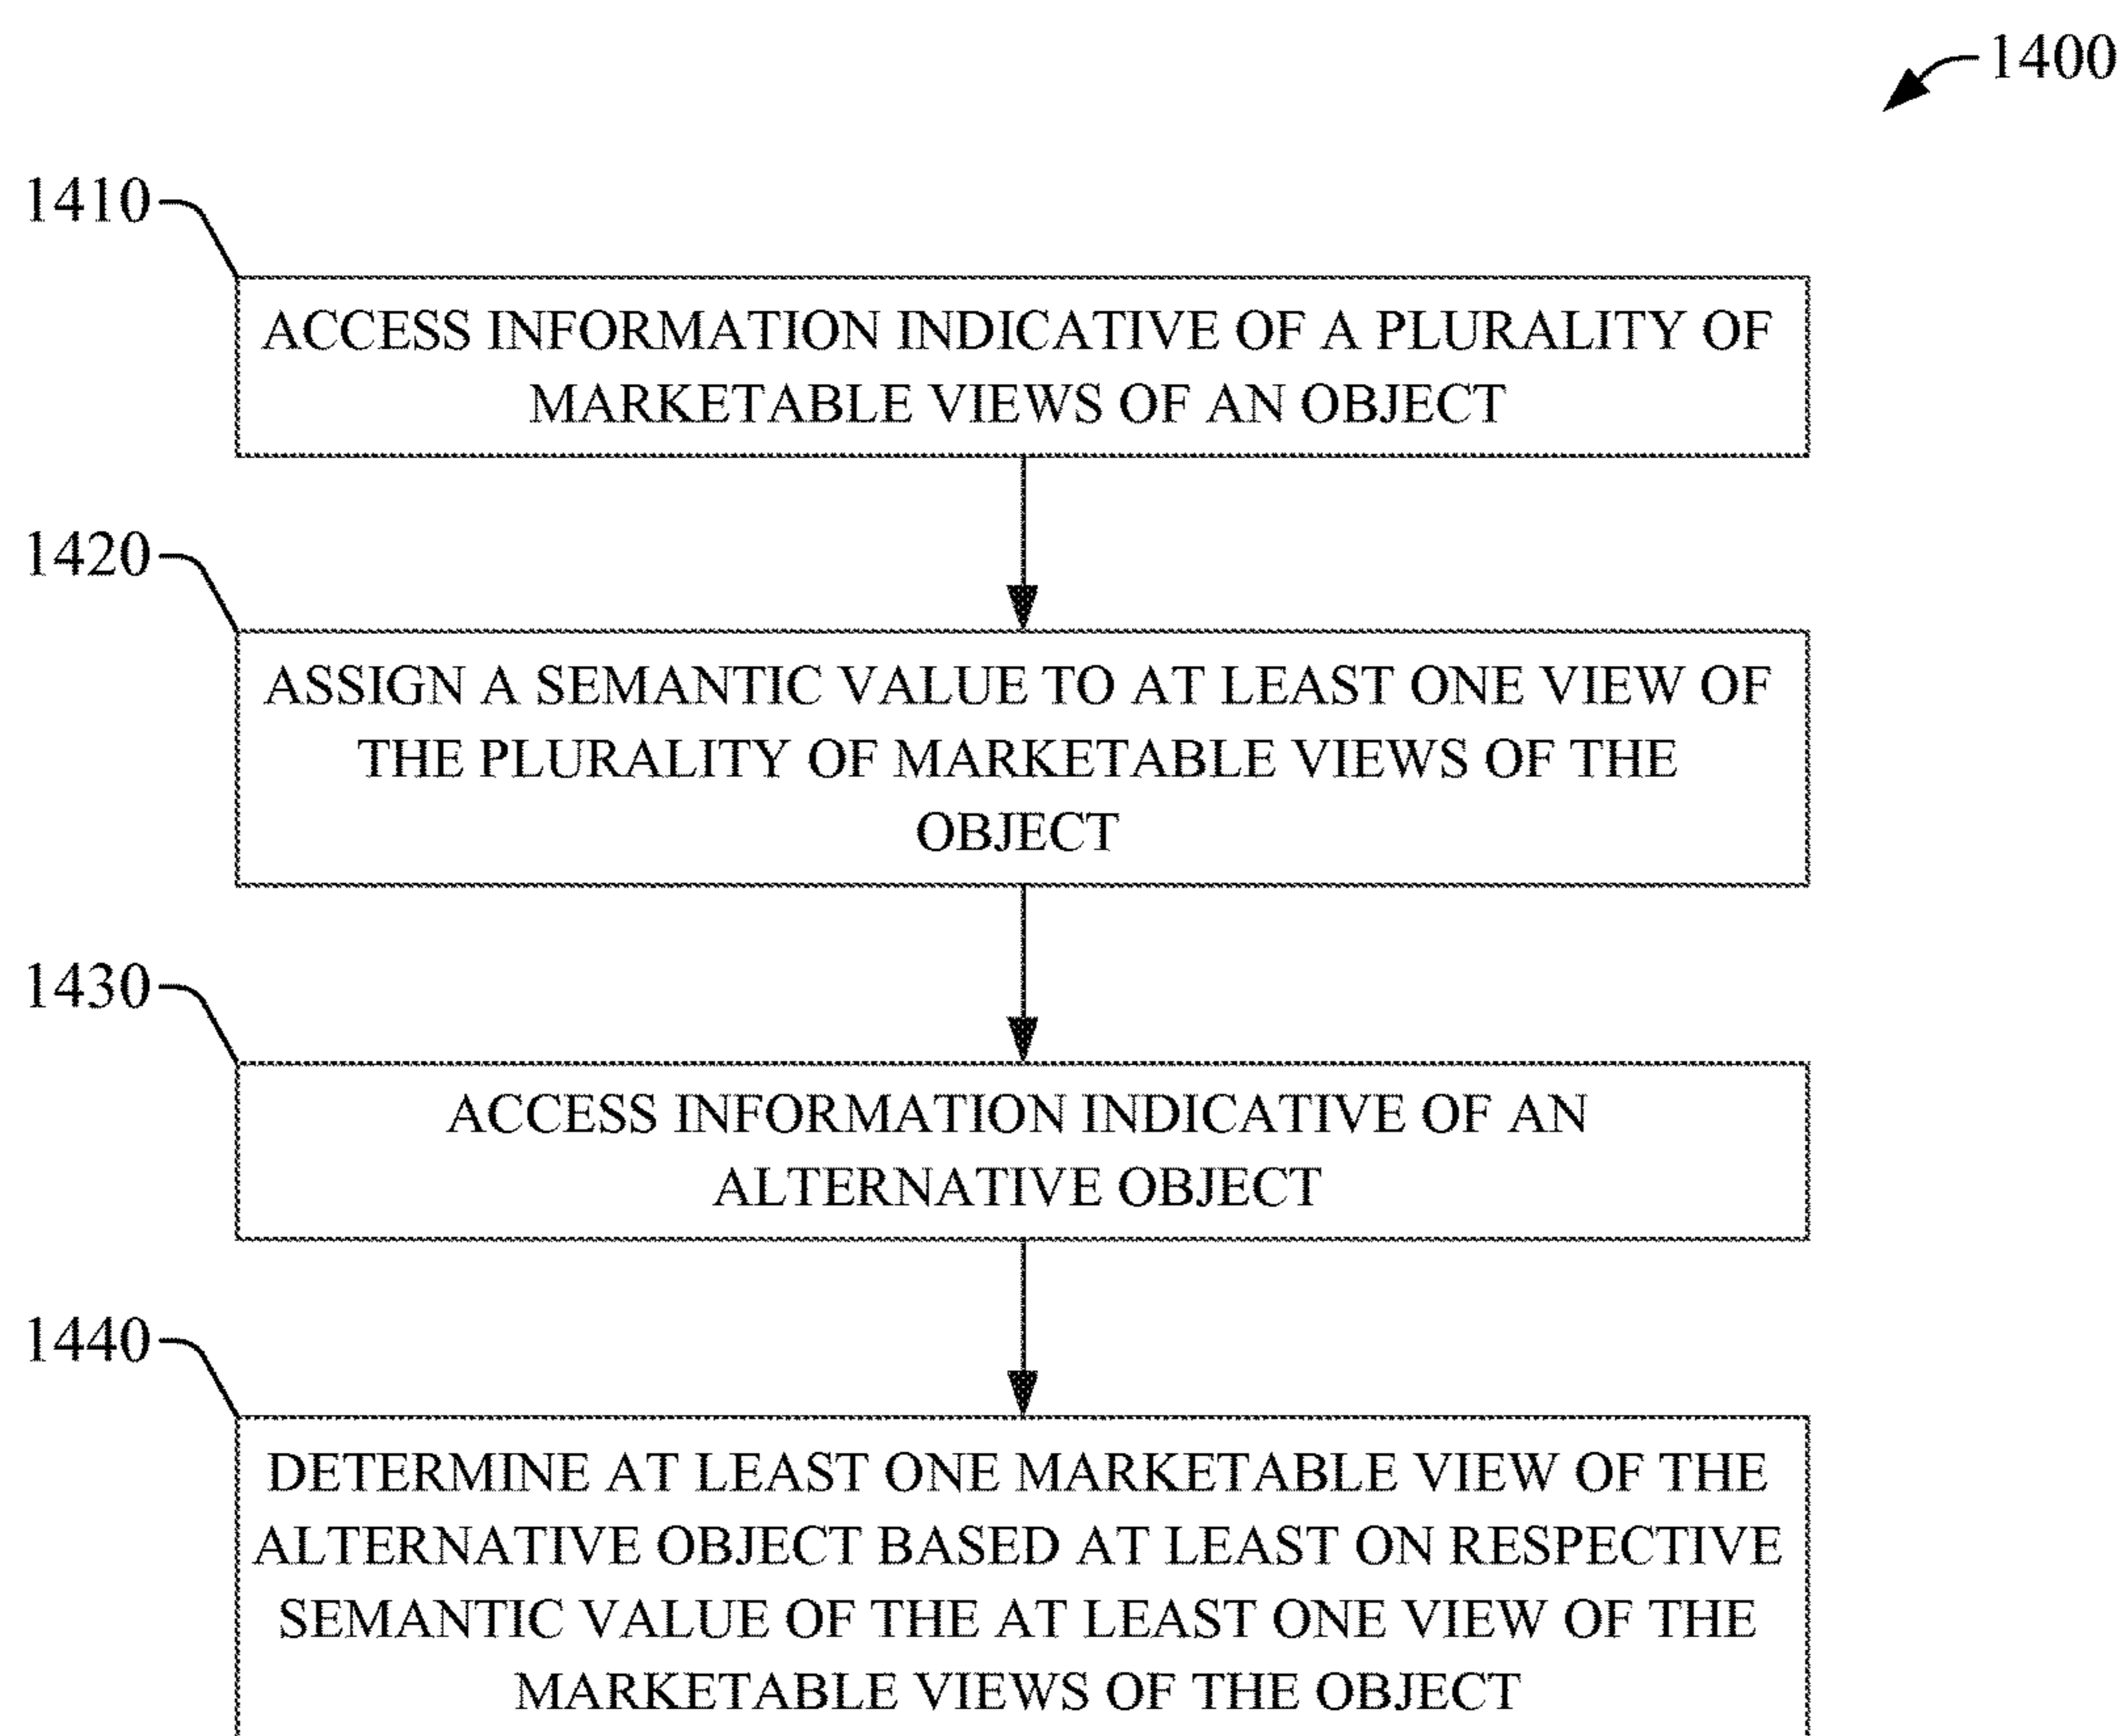 1400
1410
ACCESS INFORMATION INDICATIVE OF A PLURALITY OF
MARKETABLE VIEWS OF AN OBJECT
1420
ASSIGN A SEMANTIC VALUE TO AT LEAST ONE VIEW OF
THE PLURALITY OF MARKETABLE VIEWS OF THE
OBJECT
1430
ACCESS INFORMATION INDICATIVE OF AN
ALTERNATIVE OBJECT
1440
DETERMINE AT LEAST ONE MARKETABLE VIEW OF THE
ALTERNATIVE OBJECT BASED AT LEAST ON RESPECTIVE
SEMANTIC VALUE OF THE AT LEAST ONE VIEW OF THE
MARKETABLE VIEWS OF THE OBJECT